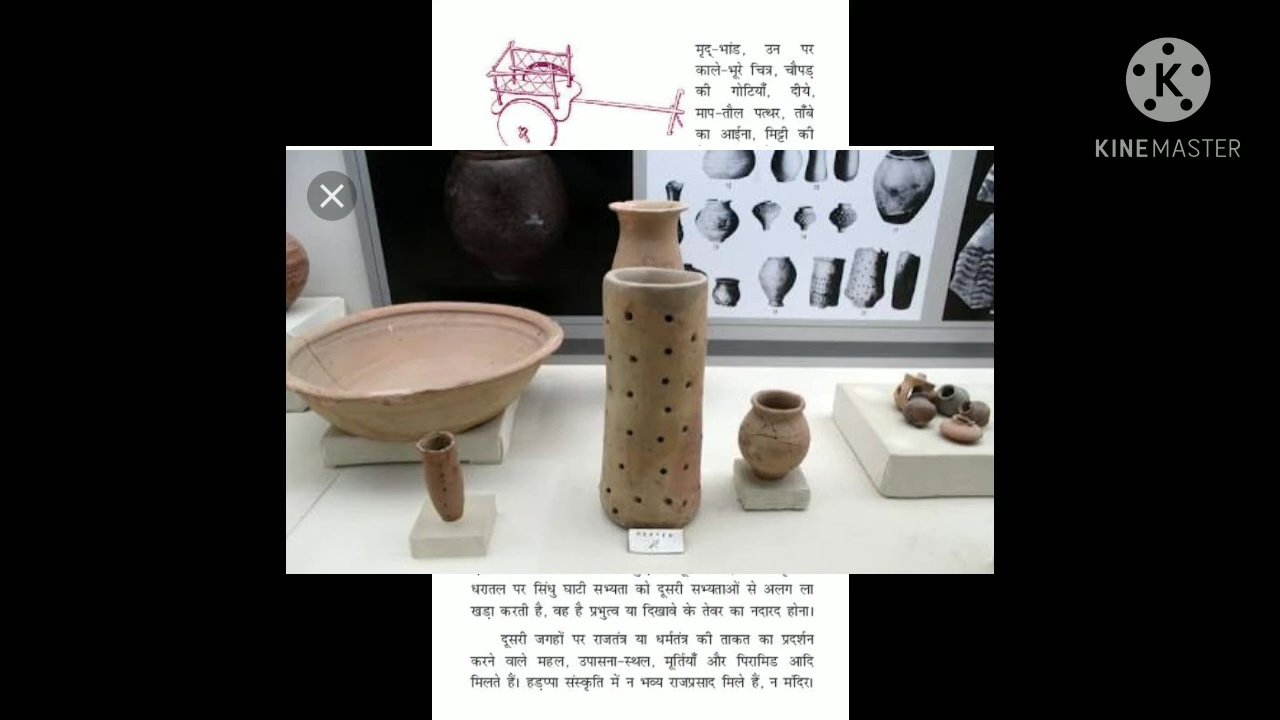 मृद्-भांड, उन पर
काले-भूरे चित्र, चौपड़
की गोटियाँ, दीये,
माप-तौल पत्थर, ताँबे
का आईना, मिट्टी की
KINEMASTER
HEATER
धरातल पर सिंधु घाटी सभ्यता को दूसरी सभ्यताओं से अलग ला
खड़ा करती है, वह है प्रभुत्व या दिखावे के तेवर का नदारद होना।
दूसरी जगहों पर राजतंत्र या धर्मतंत्र की ताकत का प्रदर्शन
करने वाले महल, उपासना-स्थल, मूर्तियाँ और पिरामिड आदि
मिलते हैं। हड़प्पा संस्कृति में न भव्य राजप्रसाद मिले हैं, न मंदिर।